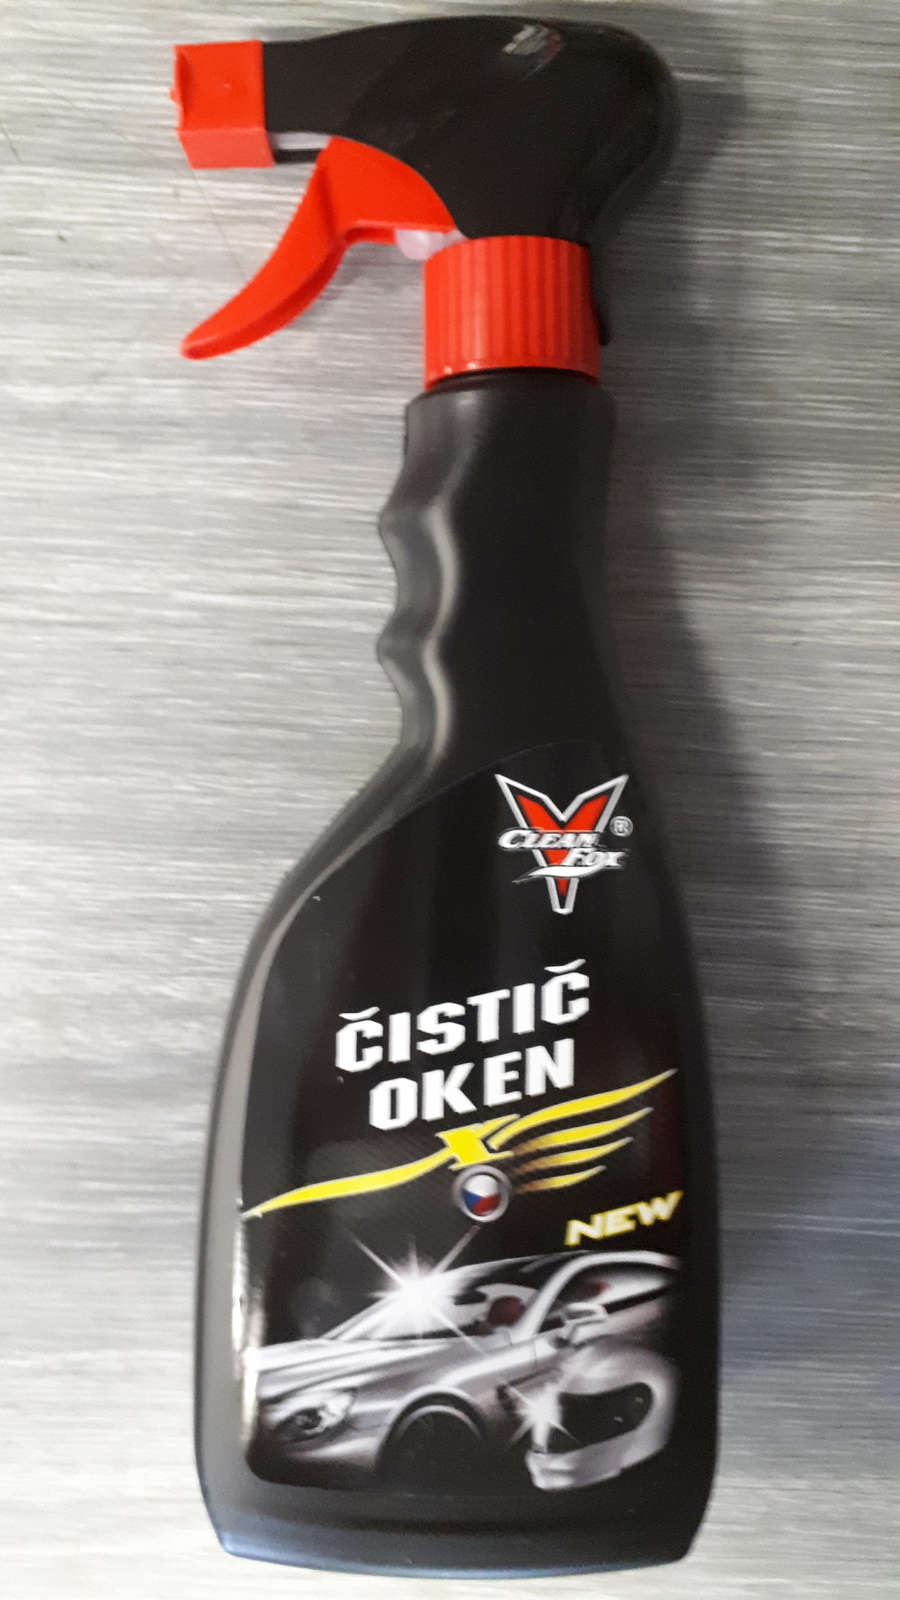 CLEAN
FOX
®
ČISTIČ
OKEN
X
NEW